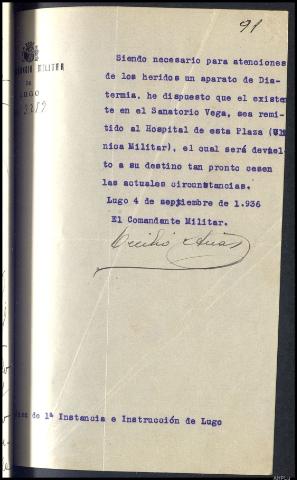 91
MILITAR
DE
LUGO
Siendo necesario para atenciones
de los heridos un aparato de Dia-
termia, he dispuesto que el existen
te en el Sanatorio Vega, sea remi-
tido al Hospital de esta Plaza (Clí
nica Militar), el cual será devuel-
to a su destino tan pronto cesen
las actuales circunstancias.
Lugo 4 de septiembre de 1.936
El Comandante Militar.
de 1ª Instancia e Instrucción de Lugo
AHPLu